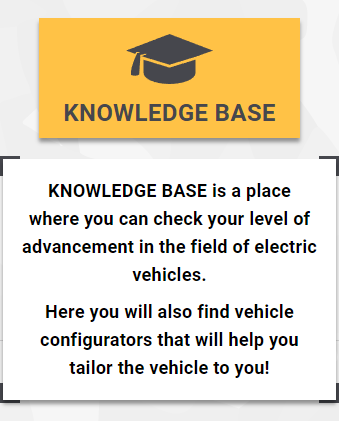 KNOWLEDGE BASE
KNOWLEDGE BASE is a place
where you can check your level of
advancement in the field of electric
vehicles.
Here you will also find vehicle
configurators that will help you
tailor the vehicle to you!